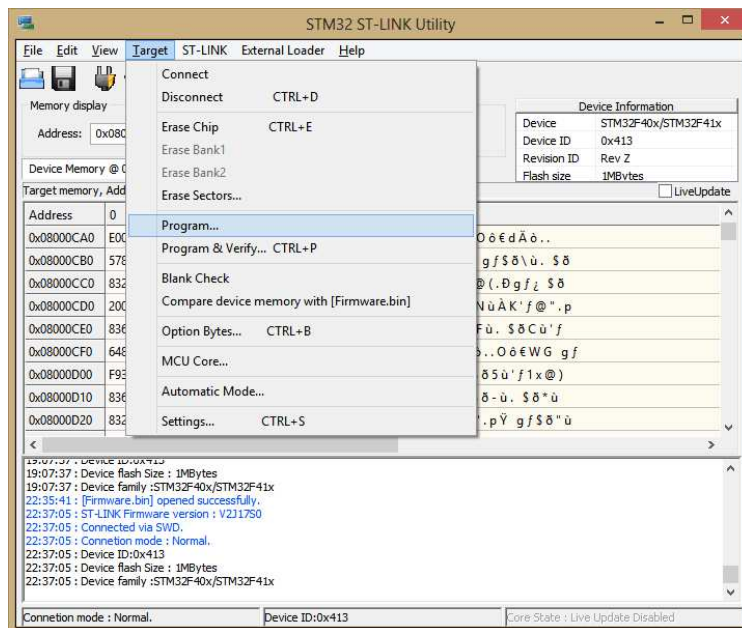 STM32 ST-LINK Utility
File Edit View Target ST-LINK External Loader Help
Memory display
Address: 0x080
Device Memory @ 0
Target memory, Add
Device Information
Device STM32F40x/STM32F41x
Device ID 0x413
Revision ID Rev Z
Flash size 1MBytes
LiveUpdate
Connect
Disconnect CTRL+D
Erase Chip CTRL+E
Erase Bank1
Erase Bank2
Erase Sectors...
Program...
Program & Verify... CTRL+P
Blank Check
Compare device memory with [Firmware.bin]
Option Bytes... CTRL+B
MCU Core...
Automatic Mode...
Settings... CTRL+S
Address 0
0x08000CA0 E00
0x08000CB0 578
0x08000CC0 832
0x08000CD0 200
0x08000CE0 836
0x08000CF0 648
0x08000D00 F93
0x08000D10 836
0x08000D20 832
19:07:37 : Device ID:0x413
19:07:37 : Device flash Size : 1MBytes
19:07:37 : Device family :STM32F40x/STM32F41x
22:35:41 : [Firmware.bin] opened successfully.
22:37:05 : ST-LINK Firmware version : V2J17S0
22:37:05 : Connected via SWD.
22:37:05 : Connetion mode : Normal.
22:37:05 : Device ID:0x413
22:37:05 : Device flash Size : 1MBytes
22:37:05 : Device family :STM32F40x/STM32F41x
Connetion mode : Normal. Device ID:0x413 Core State : Live Update Disabled